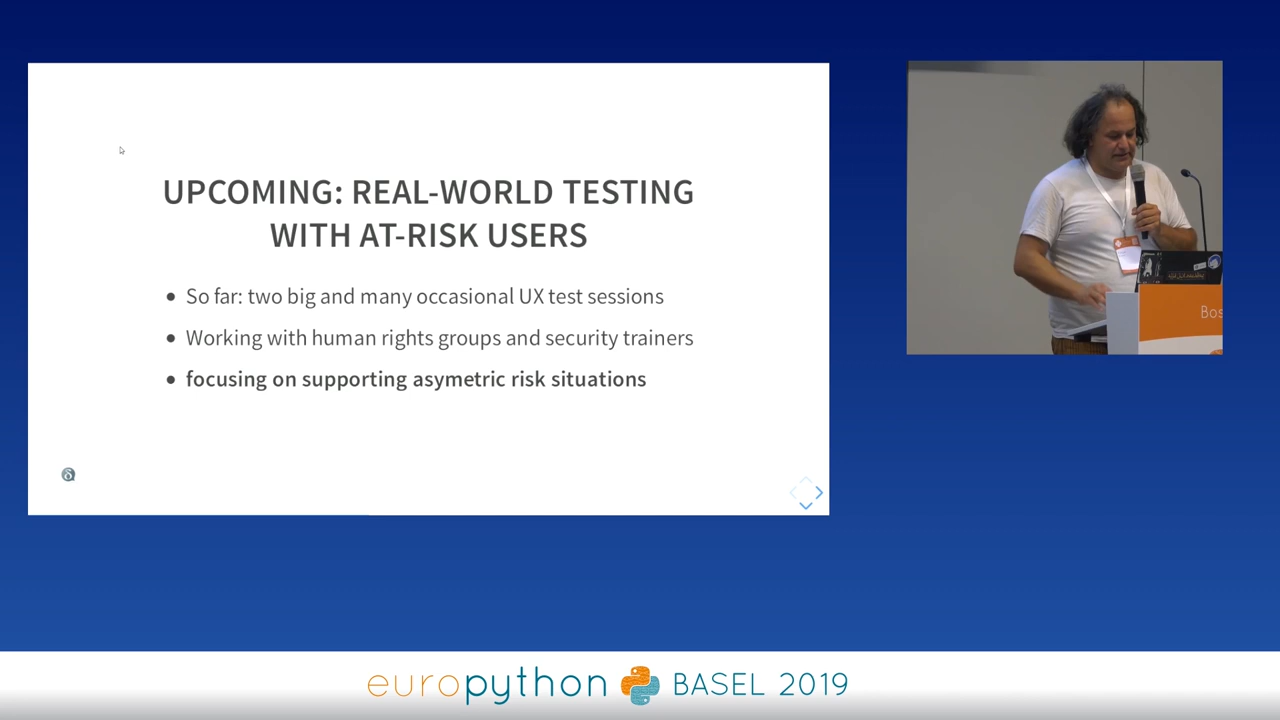 UPCOMING: REAL-WORLD TESTING
WITH AT-RISK USERS
So far: two big and many occasional UX test sessions
Working with human rights groups and security trainers
focusing on supporting asymetric risk situations
Bas
europython BASEL 2019